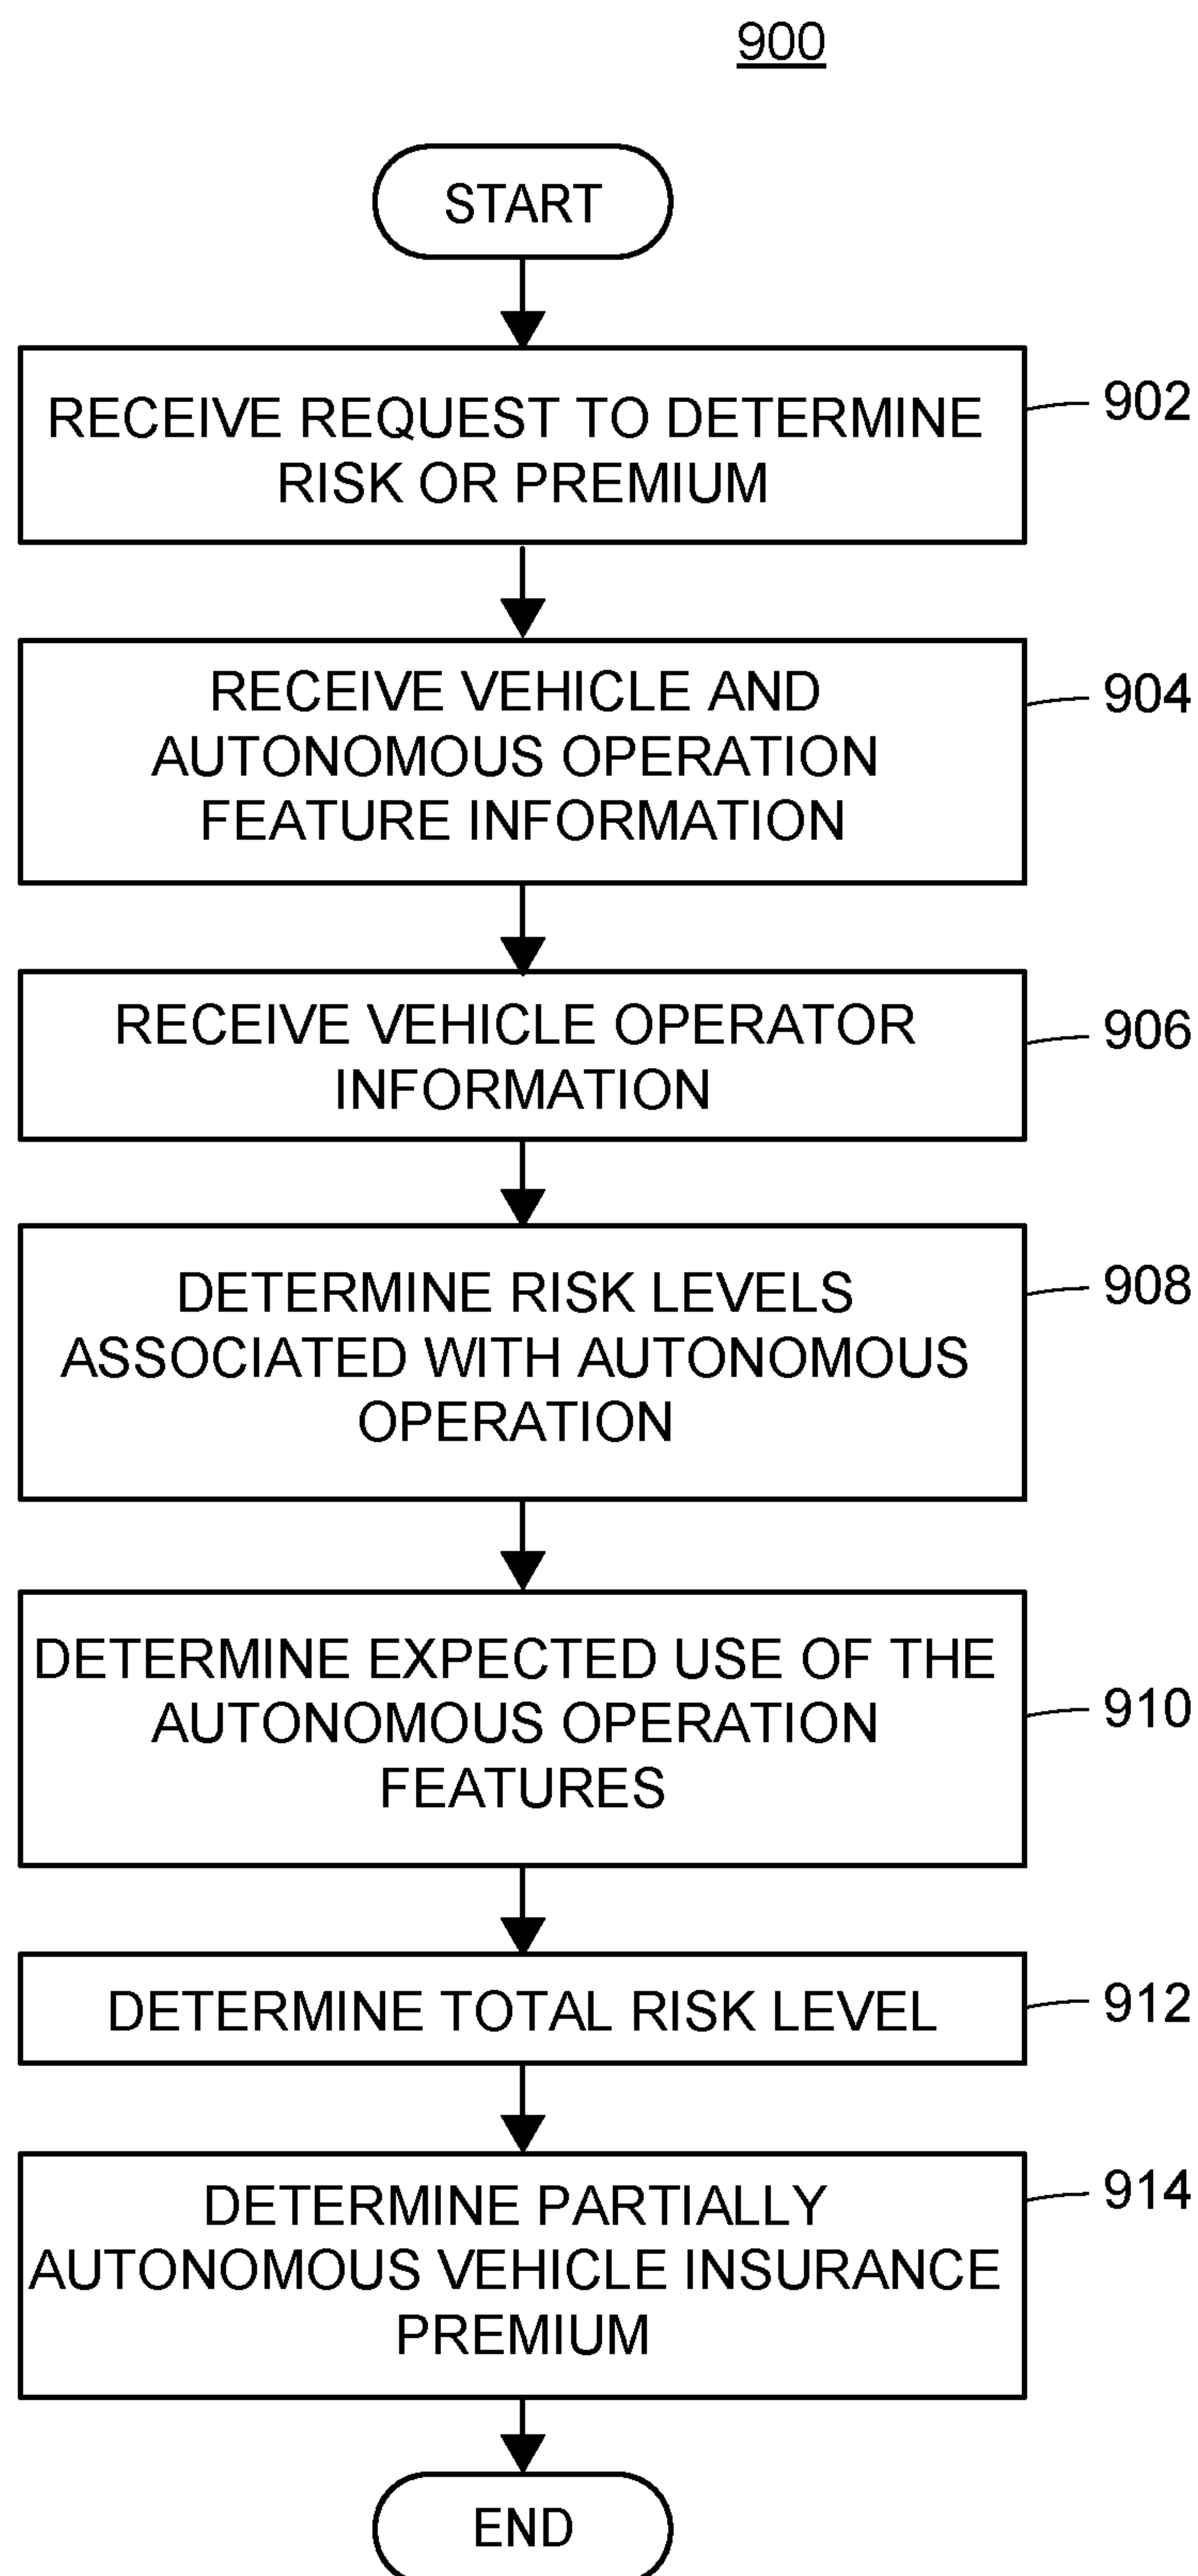 900
START
RECEIVE REQUEST TO DETERMINE
RISK OR PREMIUM
902
RECEIVE VEHICLE AND
AUTONOMOUS OPERATION
FEATURE INFORMATION
904
RECEIVE VEHICLE OPERATOR
INFORMATION
906
DETERMINE RISK LEVELS
ASSOCIATED WITH AUTONOMOUS
OPERATION
908
DETERMINE EXPECTED USE OF THE
AUTONOMOUS OPERATION
FEATURES
910
DETERMINE TOTAL RISK LEVEL
912
DETERMINE PARTIALLY
AUTONOMOUS VEHICLE INSURANCE
PREMIUM
914
END